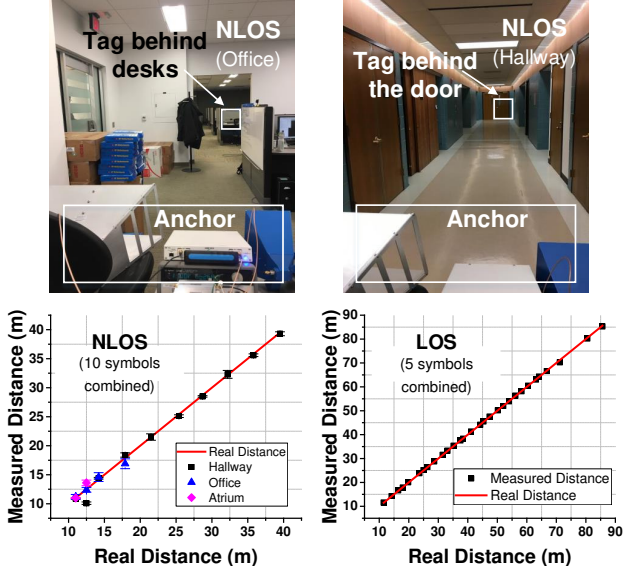 Tag behind
desks
NLOS
(Office)
Anchor
NLOS
(Hallway)
Tag behind
the door
Anchor
Measured Distance (m)
40
35
30
25
20
15
10
NLOS
(10 symbols
combined)
Real Distance
Hallway
Office
Atrium
10 15 20 25 30 35 40
Real Distance (m)
Measured Distance (m)
90
80
70
60
50
40
30
20
10
LOS
(5 symbols
combined)
Measured Distance
Real Distance
10 20 30 40 50 60 70 80 90
Real Distance (m)